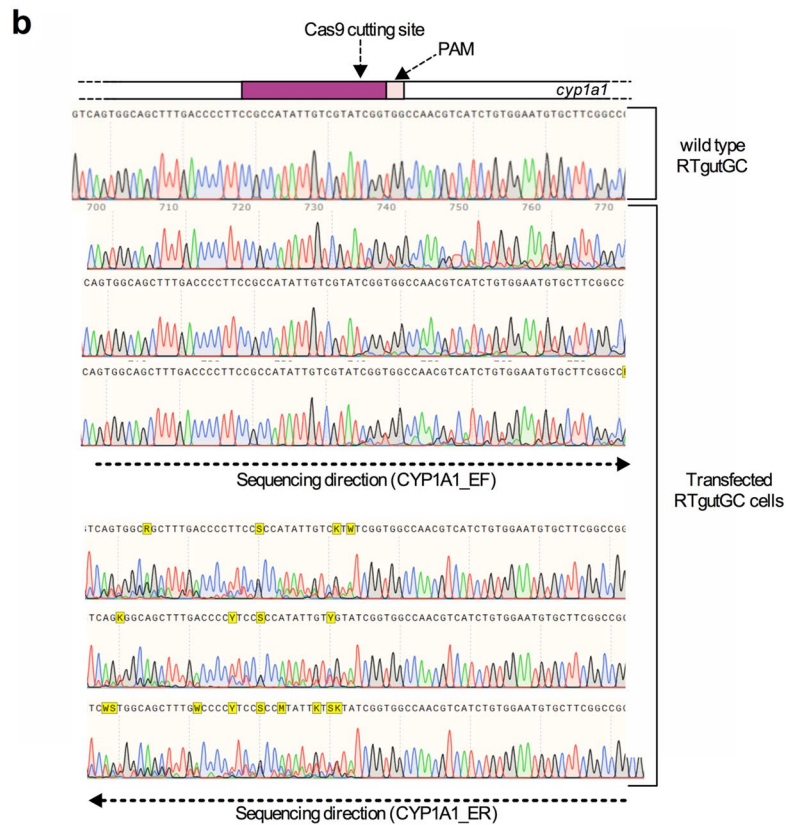 b
Cas9 cutting site
PAM
cyp1a1
GTCAGTGGCAGCTTTGACCCCTTCCGCCATATTGTCGTATCGGTGGCCAACGTCATCTGTGGAATGTGCTTCGGCC
wild type
RTgutGC
700 710 720 730 740 750 760 770
CAGTGGCAGCTTTGACCCCTTCCGCCATATTGTCGTATCGGTGGCCAACGTCATCTGTGGAATGTGCTTCGGCC
CAGTGGCAGCTTTGACCCCTTCCGCCATATTGTCGTATCGGTGGCCAACGTCATCTGTGGAATGTGCTTCGGCC
Sequencing direction (CYP1A1_EF)
Transfected
RTgutGC cells
TCAGTGGCRGCTTTGACCCCTTCCSCCATATTGTCKTWTCGGTGGCCAACGTCATCTGTGGAATGTGCTTCGGCCGG
TCAGKGGCAGCTTTGACCCCYTCCSCCATATTGTYGTATCGGTGGCCAACGTCATCTGTGGAATGTGCTTCGGCCGG
TCWSTGGCAGCTTTGWCCCCYTCCSCCMTATTKTSKTATCGGTGGCCAACGTCATCTGTGGAATGTGCTTCGGCCGG
Sequencing direction (CYP1A1_ER)